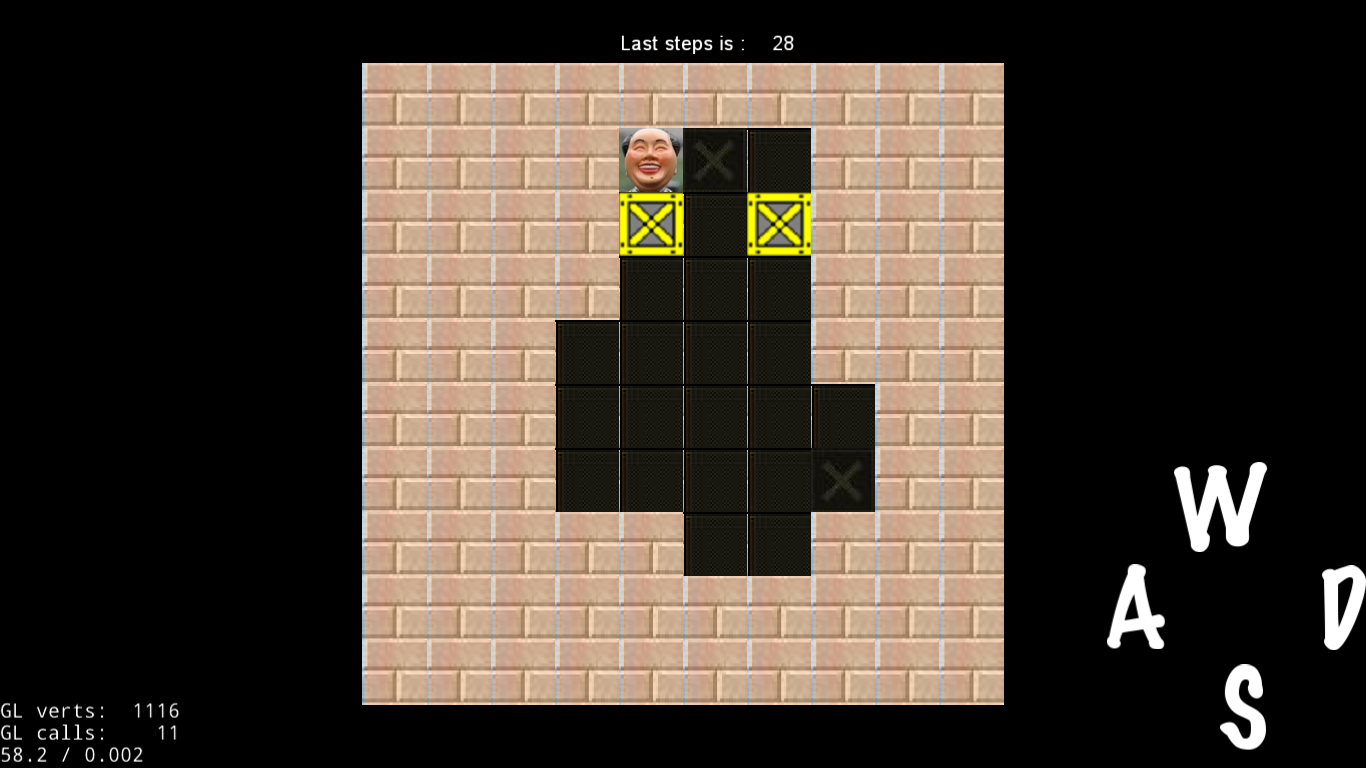 Last steps is : 28
W
A D
S
GL verts: 1116
GL calls: 11
58.2 / 0.002